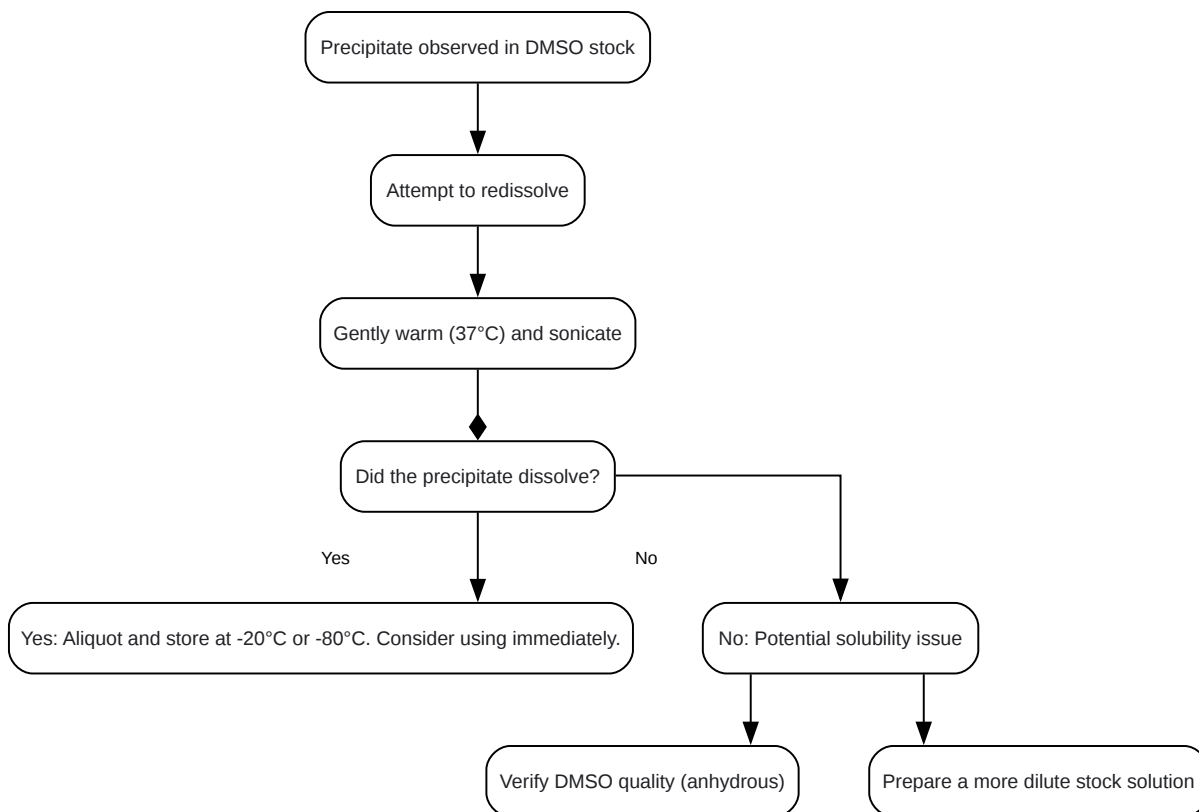 Precipitate observed in DMSO stock
Attempt to redissolve
Gently warm (37°C) and sonicate
Did the precipitate dissolve?
Yes
No
Yes: Aliquot and store at -20°C or -80°C. Consider using immediately.
No: Potential solubility issue
Verify DMSO quality (anhydrous)
Prepare a more dilute stock solution